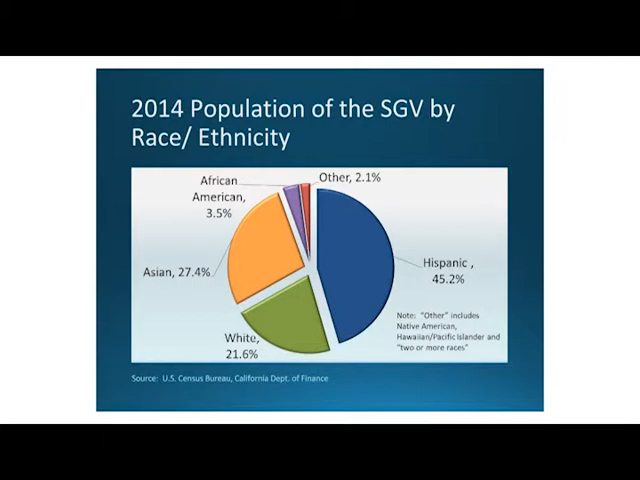 2014 Population of the SGV by
Race/ Ethnicity
African
American,
3.5%
Other, 2.1%
Asian, 27.4%
Hispanic ,
45.2%
White,
21.6%
Note: "Other" includes
Native American,
Hawaiian/Pacific Islander and
"two or more races"
Source: U.S. Census Bureau, California Dept. of Finance